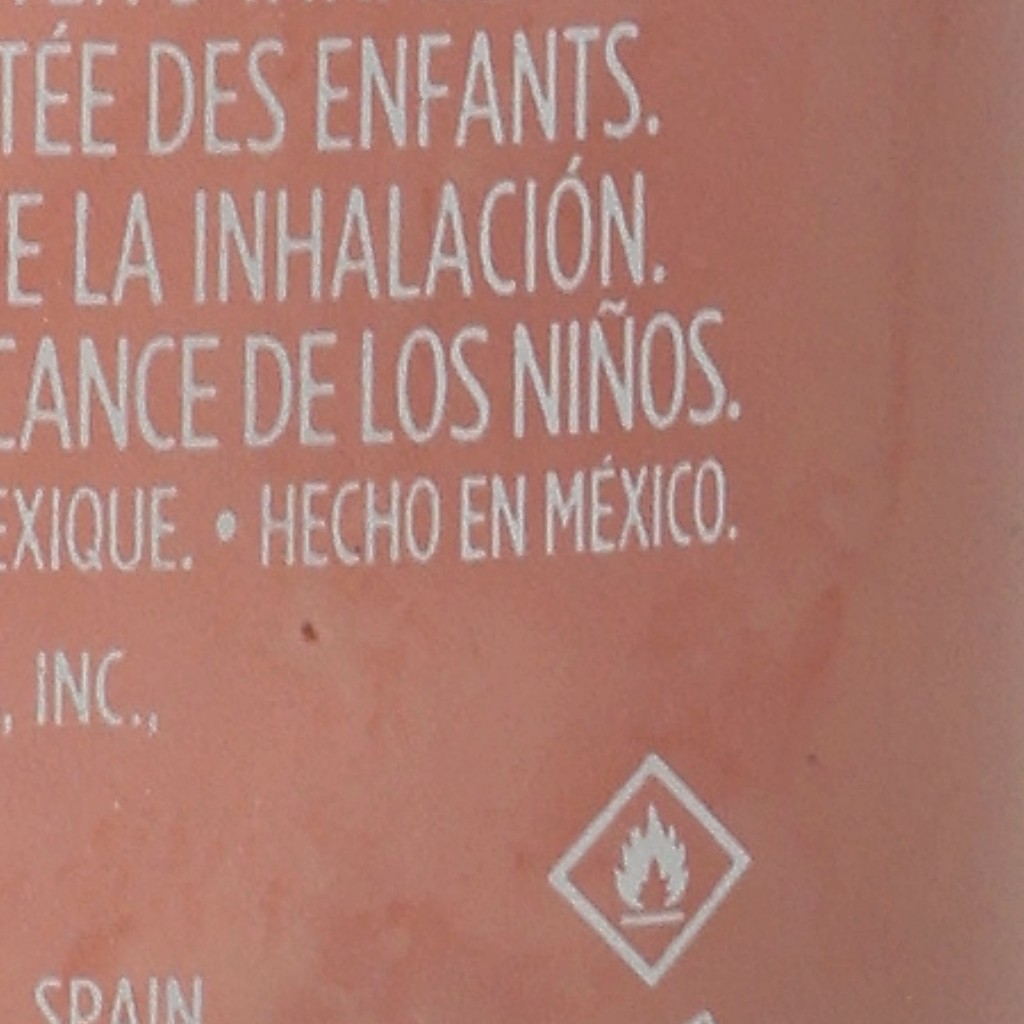 TÉE DES ENFANTS.
E LA INHALACIÓN.
CANCE DE LOS NIÑOS.
EXIQUE. • HECHO EN MÉXICO.
, INC.,
SPAIN